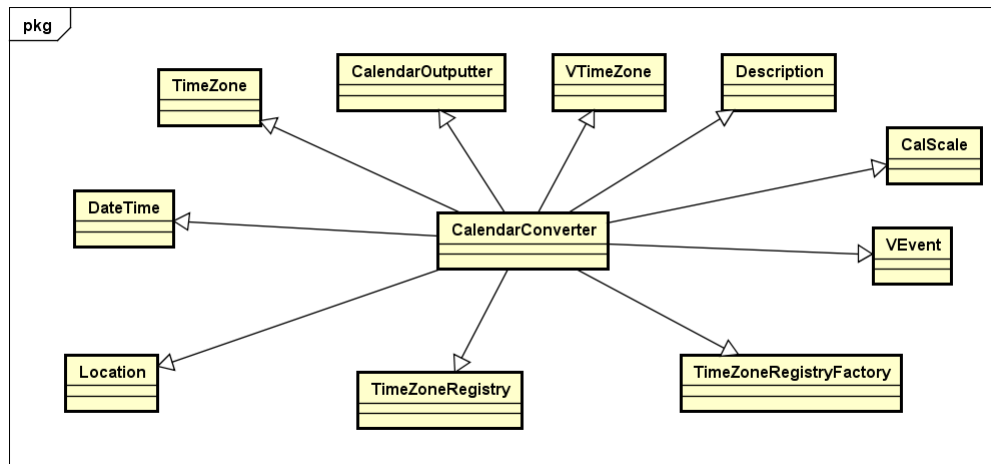 pkg
TimeZone
CalendarOutputter
VTimeZone
Description
CalScale
DateTime
CalendarConverter
VEvent
Location
TimeZoneRegistry
TimeZoneRegistryFactory